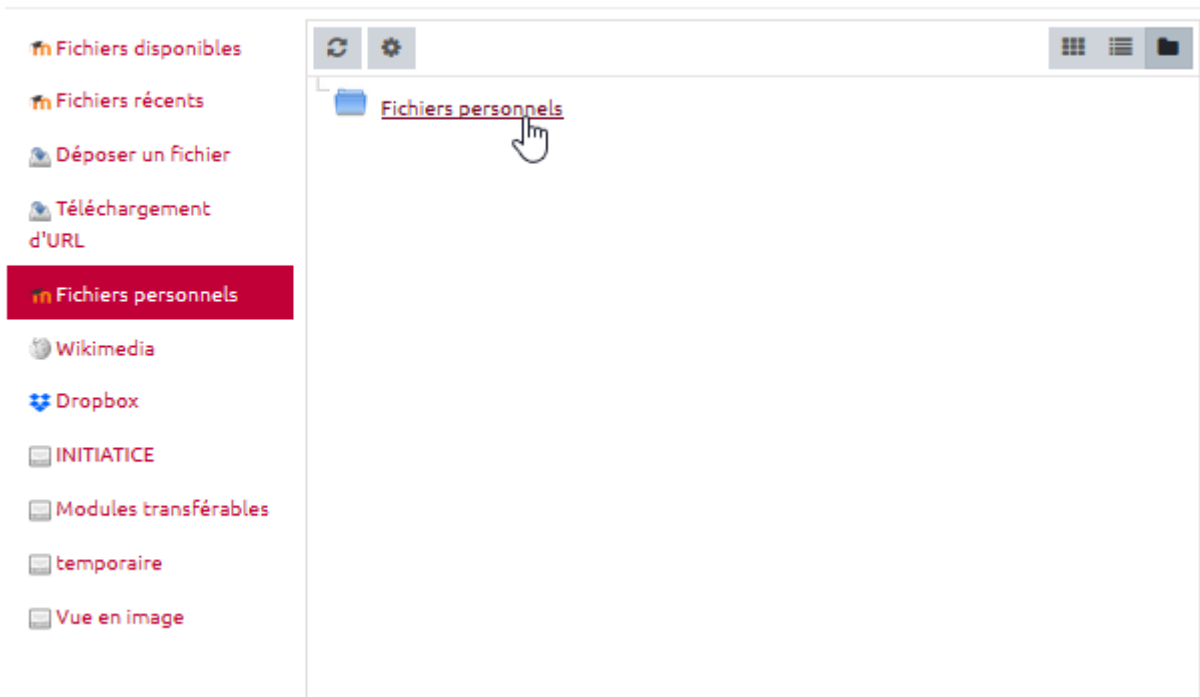 Fichiers disponibles
Fichiers récents
Déposer un fichier
Téléchargement
d'URL
Fichiers personnels
Wikimedia
Dropbox
INITIATICE
Modules transférables
temporaire
Vue en image
Fichiers personnels